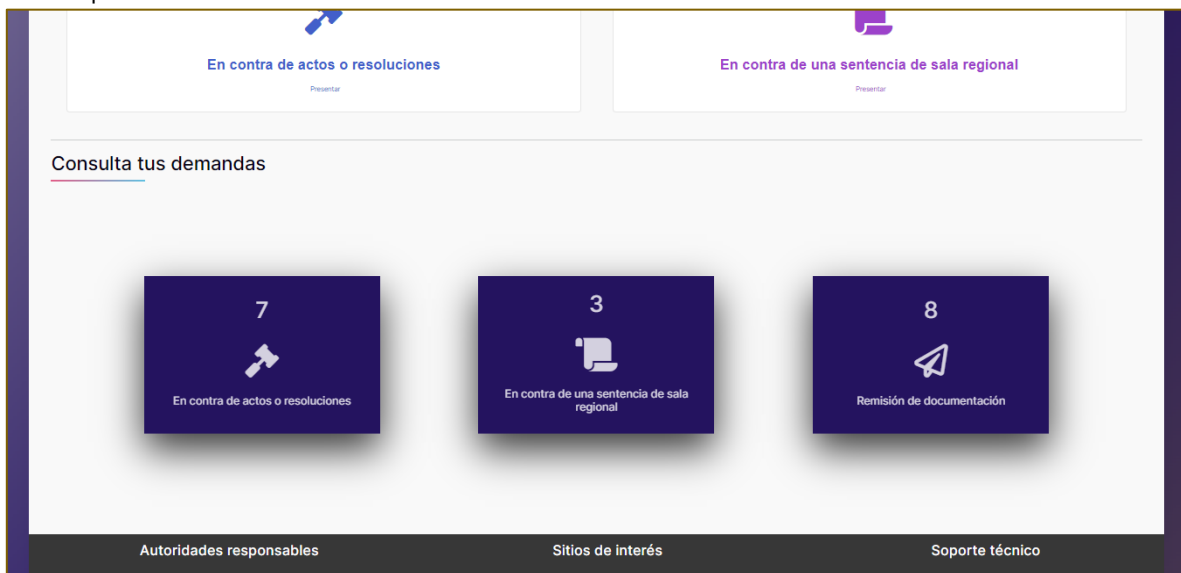 En contra de actos o resoluciones
Presentar
En contra de una sentencia de sala regional
Presentar
Consulta tus demandas
7
En contra de actos o resoluciones
3
En contra de una sentencia de sala
regional
8
Remisión de documentación
Autoridades responsables
Sitios de interés
Soporte técnico